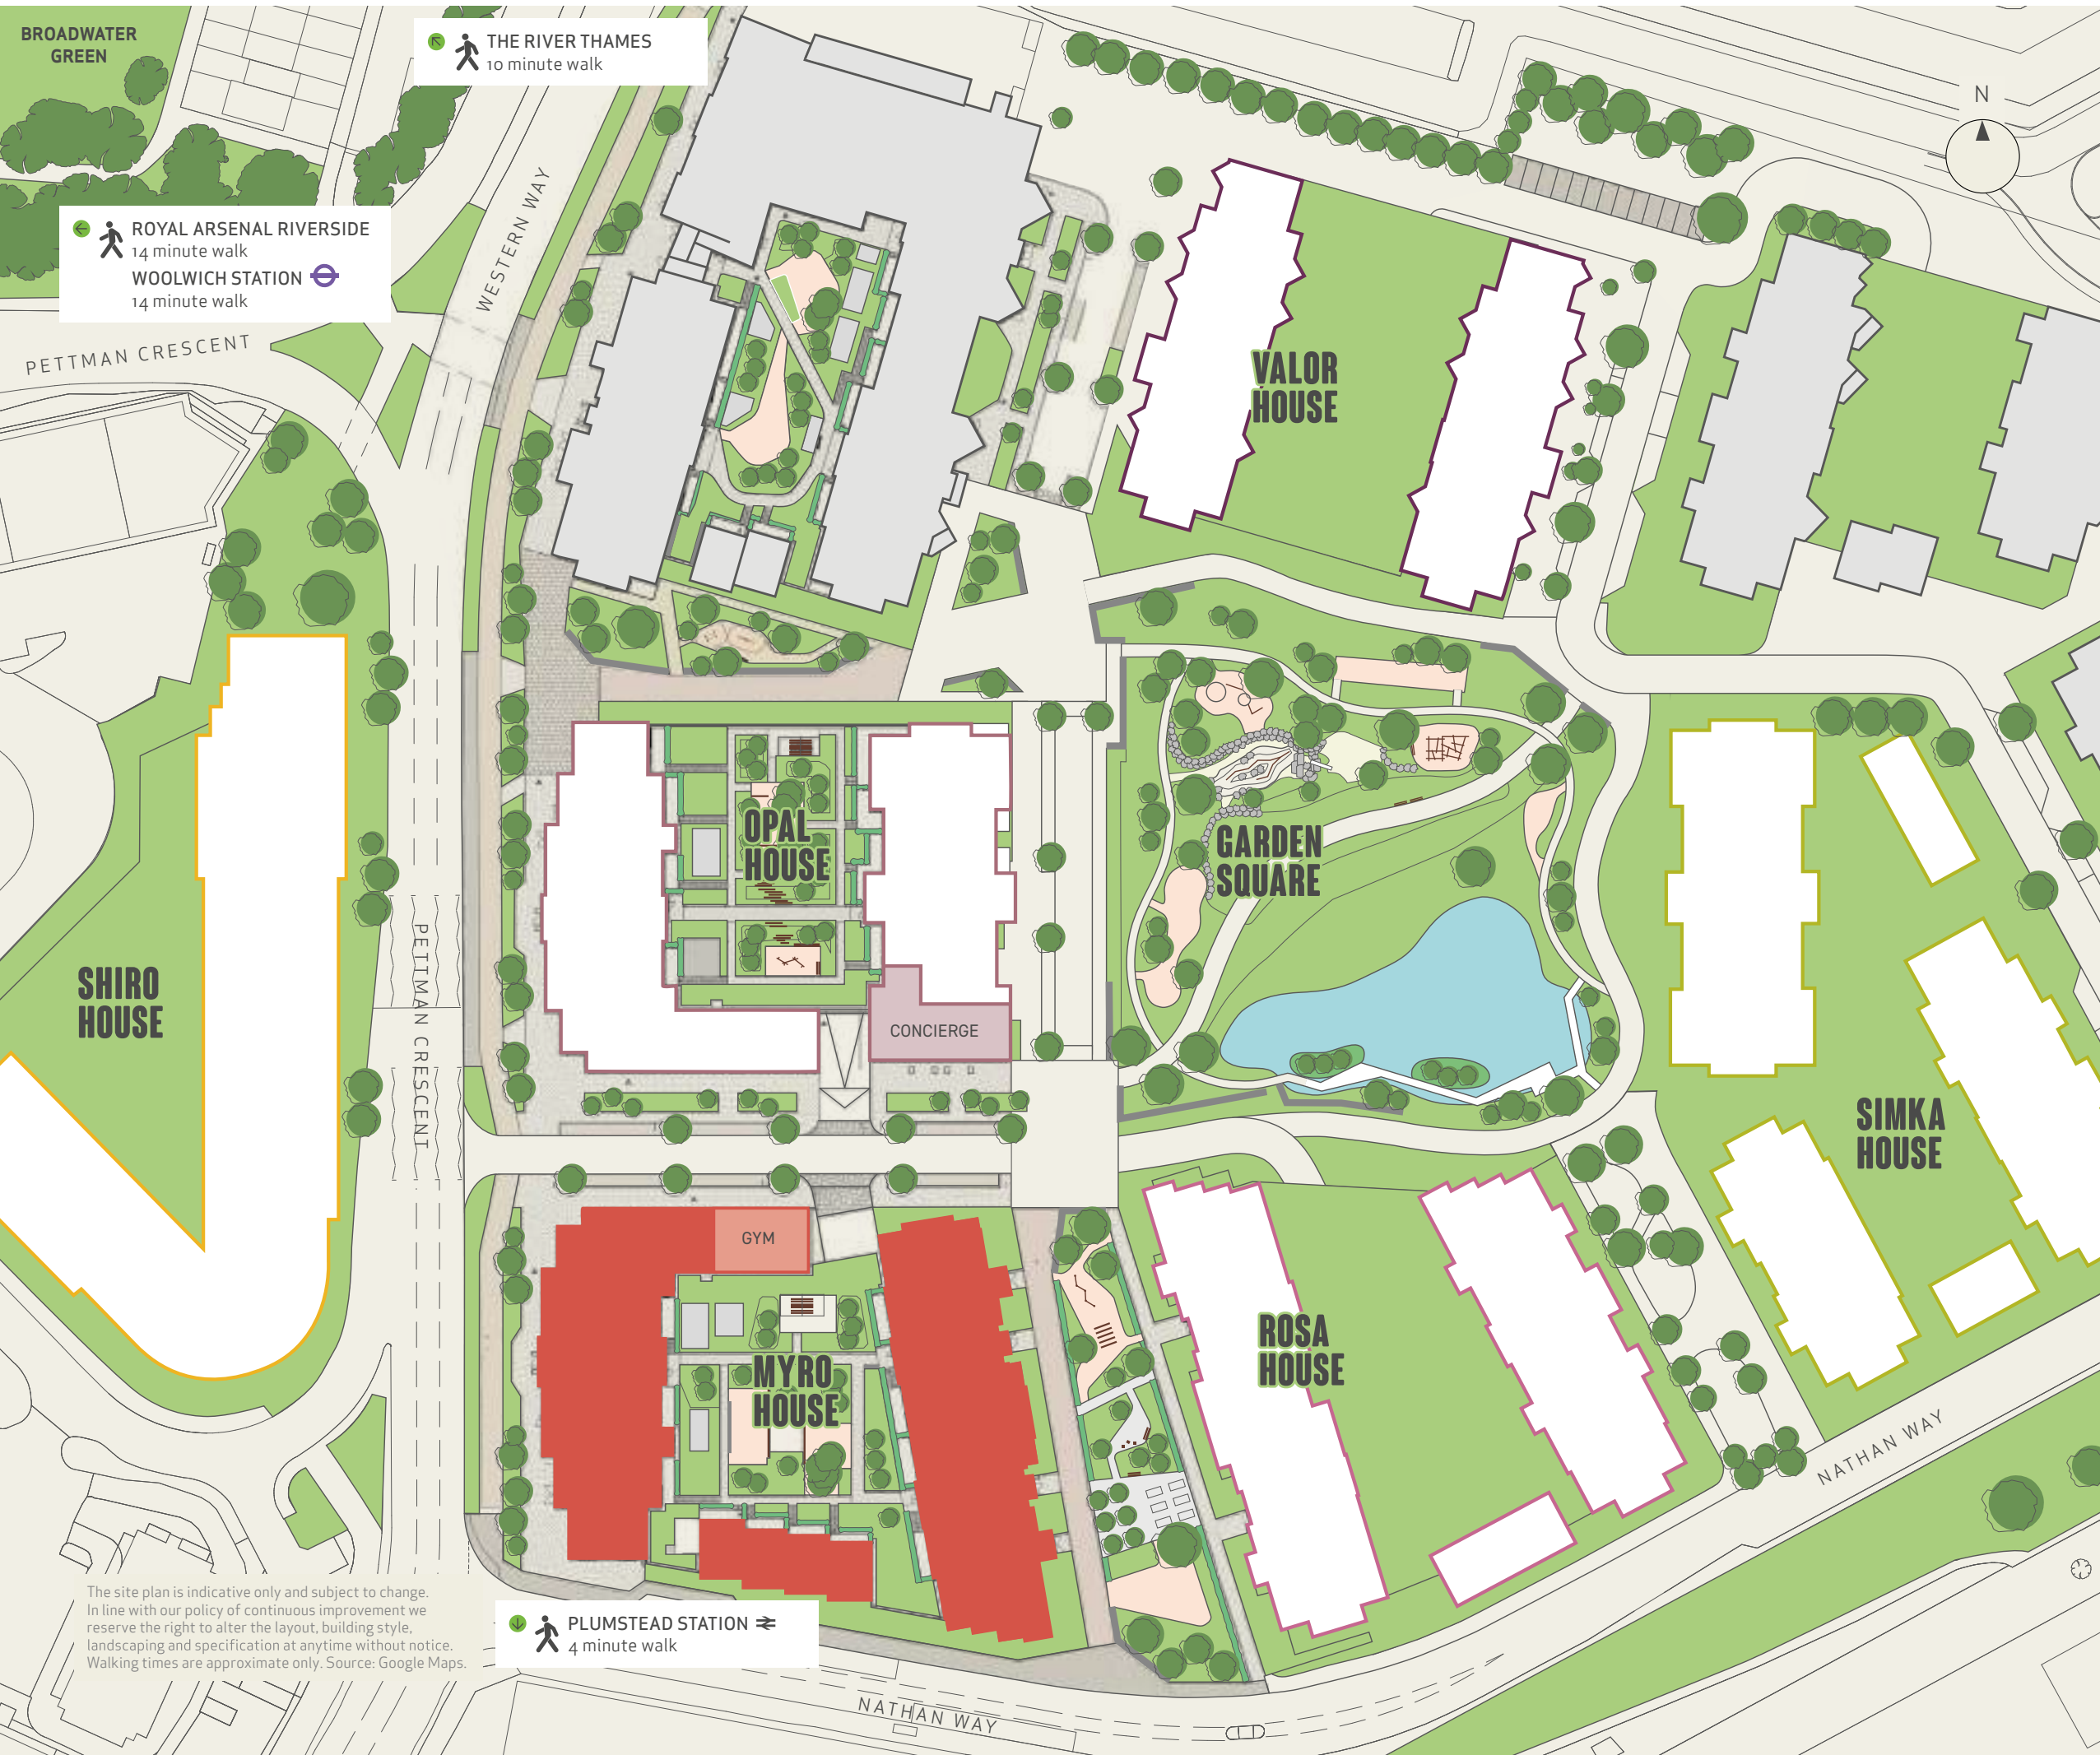 BROADWATER
GREEN
THE RIVER THAMES
10 minute walk
N
ROYAL ARSENAL RIVERSIDE
14 minute walk
WOOLWICH STATION
14 minute walk
WESTERN WAY
PETTMAN CRESCENT
VALOR
HOUSE
OPAL
HOUSE
GARDEN
SQUARE
SHIRO
HOUSE
PETTMAN CRESCENT
CONCIERGE
SIMKA
HOUSE
GYM
ROSA
HOUSE
MYRO
HOUSE
NATHAN WAY
The site plan is indicative only and subject to change.
In line with our policy of continuous improvement we
reserve the right to alter the layout, building style,
landscaping and specification at anytime without notice.
Walking times are approximate only. Source: Google Maps.
PLUMSTEAD STATION
4 minute walk
NATHAN WAY